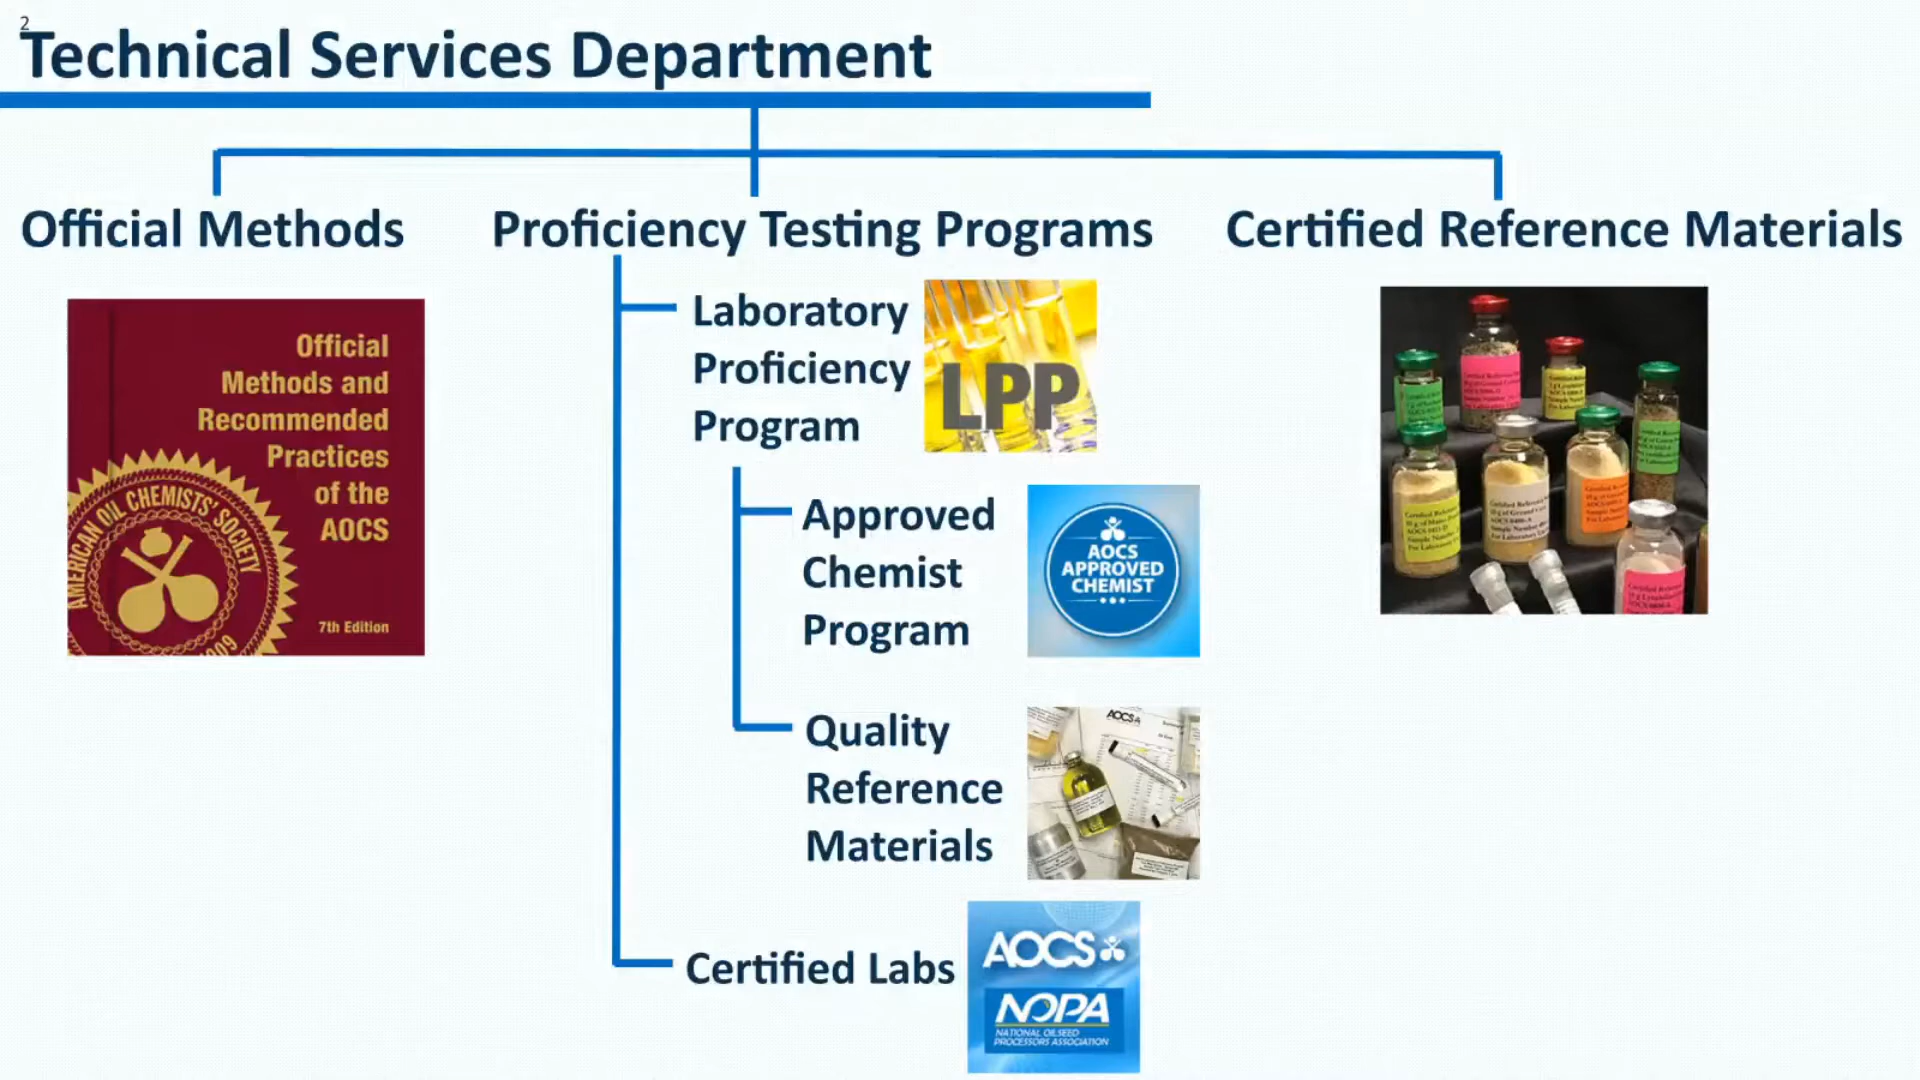 2
Technical Services Department
Official Methods
Proficiency Testing Programs
Certified Reference Materials
Official
Methods and
Recommended
Practices
of the
AOCS
AMERICAN OIL CHEMISTS' SOCIETY
7th Edition
Laboratory
Proficiency
Program
LPP
Approved
Chemist
Program
AOCS
APPROVED
CHEMIST
Quality
Reference
Materials
AOCS
Certified Labs
AOCS
NOPA
NATIONAL OILSEED
PROCESSORS ASSOCIATION